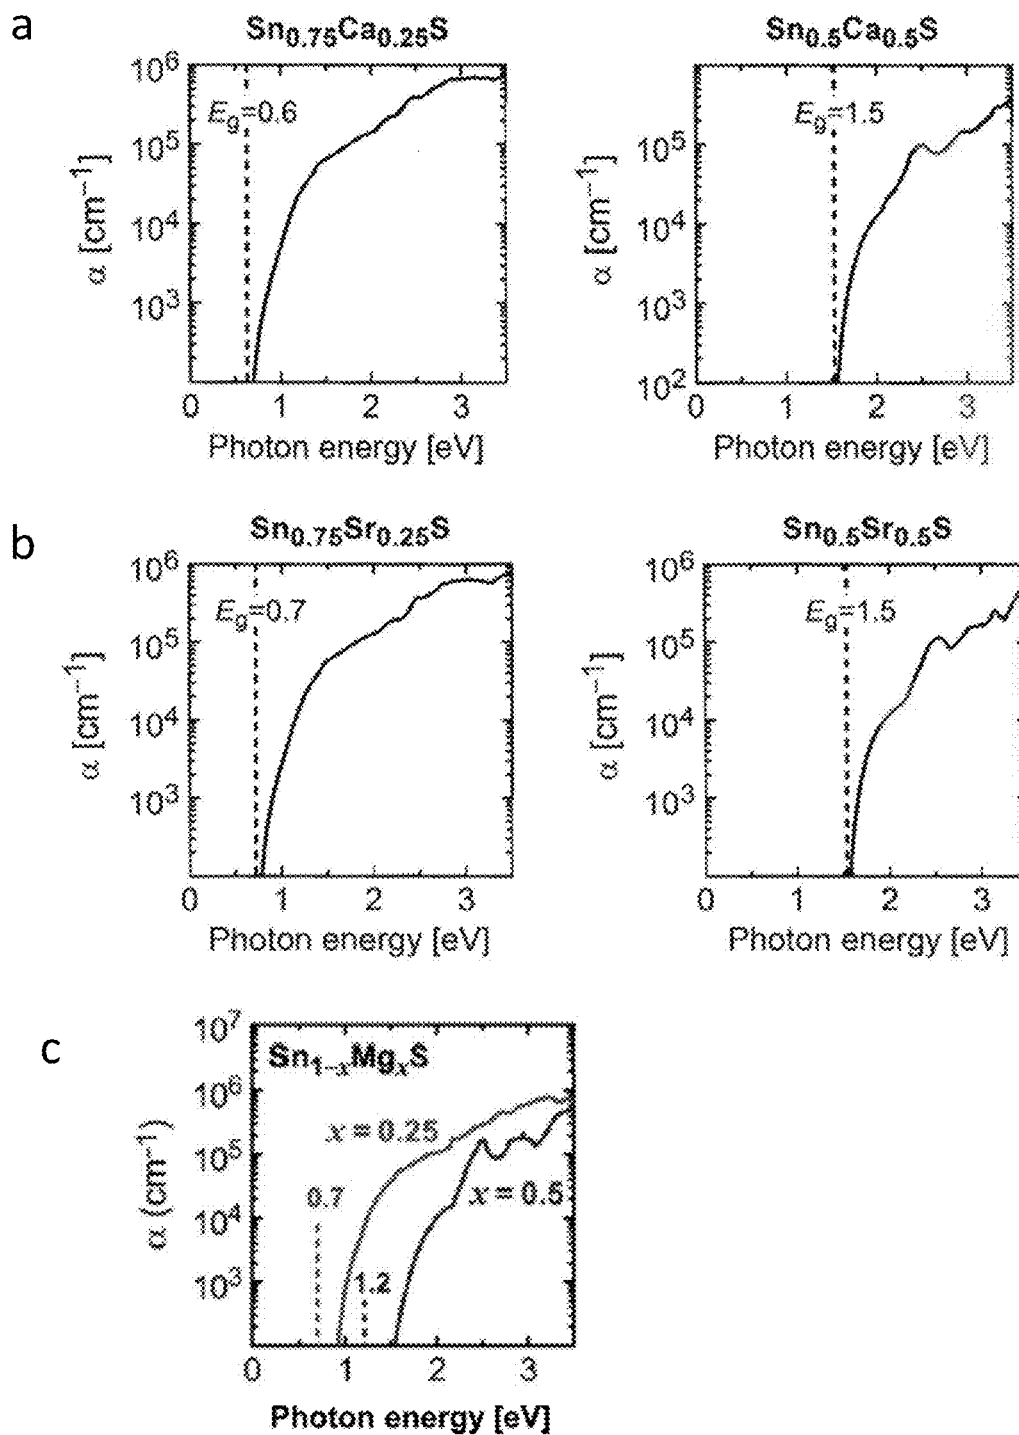 a
Sn0.75Ca0.25S
Sn0.5Ca0.5S
10^6
Eg=0.6
Eg=1.5
10^5
10^5
10^4
10^4
10^3
10^3
10^2
α [cm−1]
α [cm−1]
0 1 2 3
0 1 2 3
Photon energy [eV]
Photon energy [eV]
b
Sn0.75Sr0.25S
Sn0.5Sr0.5S
10^6
10^6
Eg=0.7
Eg=1.5
10^5
10^5
10^4
10^4
10^3
10^3
α [cm−1]
α [cm−1]
0 1 2 3
0 1 2 3
Photon energy [eV]
Photon energy [eV]
c
10^7
Sn1−xMgxS
10^6
x = 0.25
10^5
x = 0.5
0.7
10^4
1.2
10^3
α (cm−1)
0 1 2 3
Photon energy [eV]